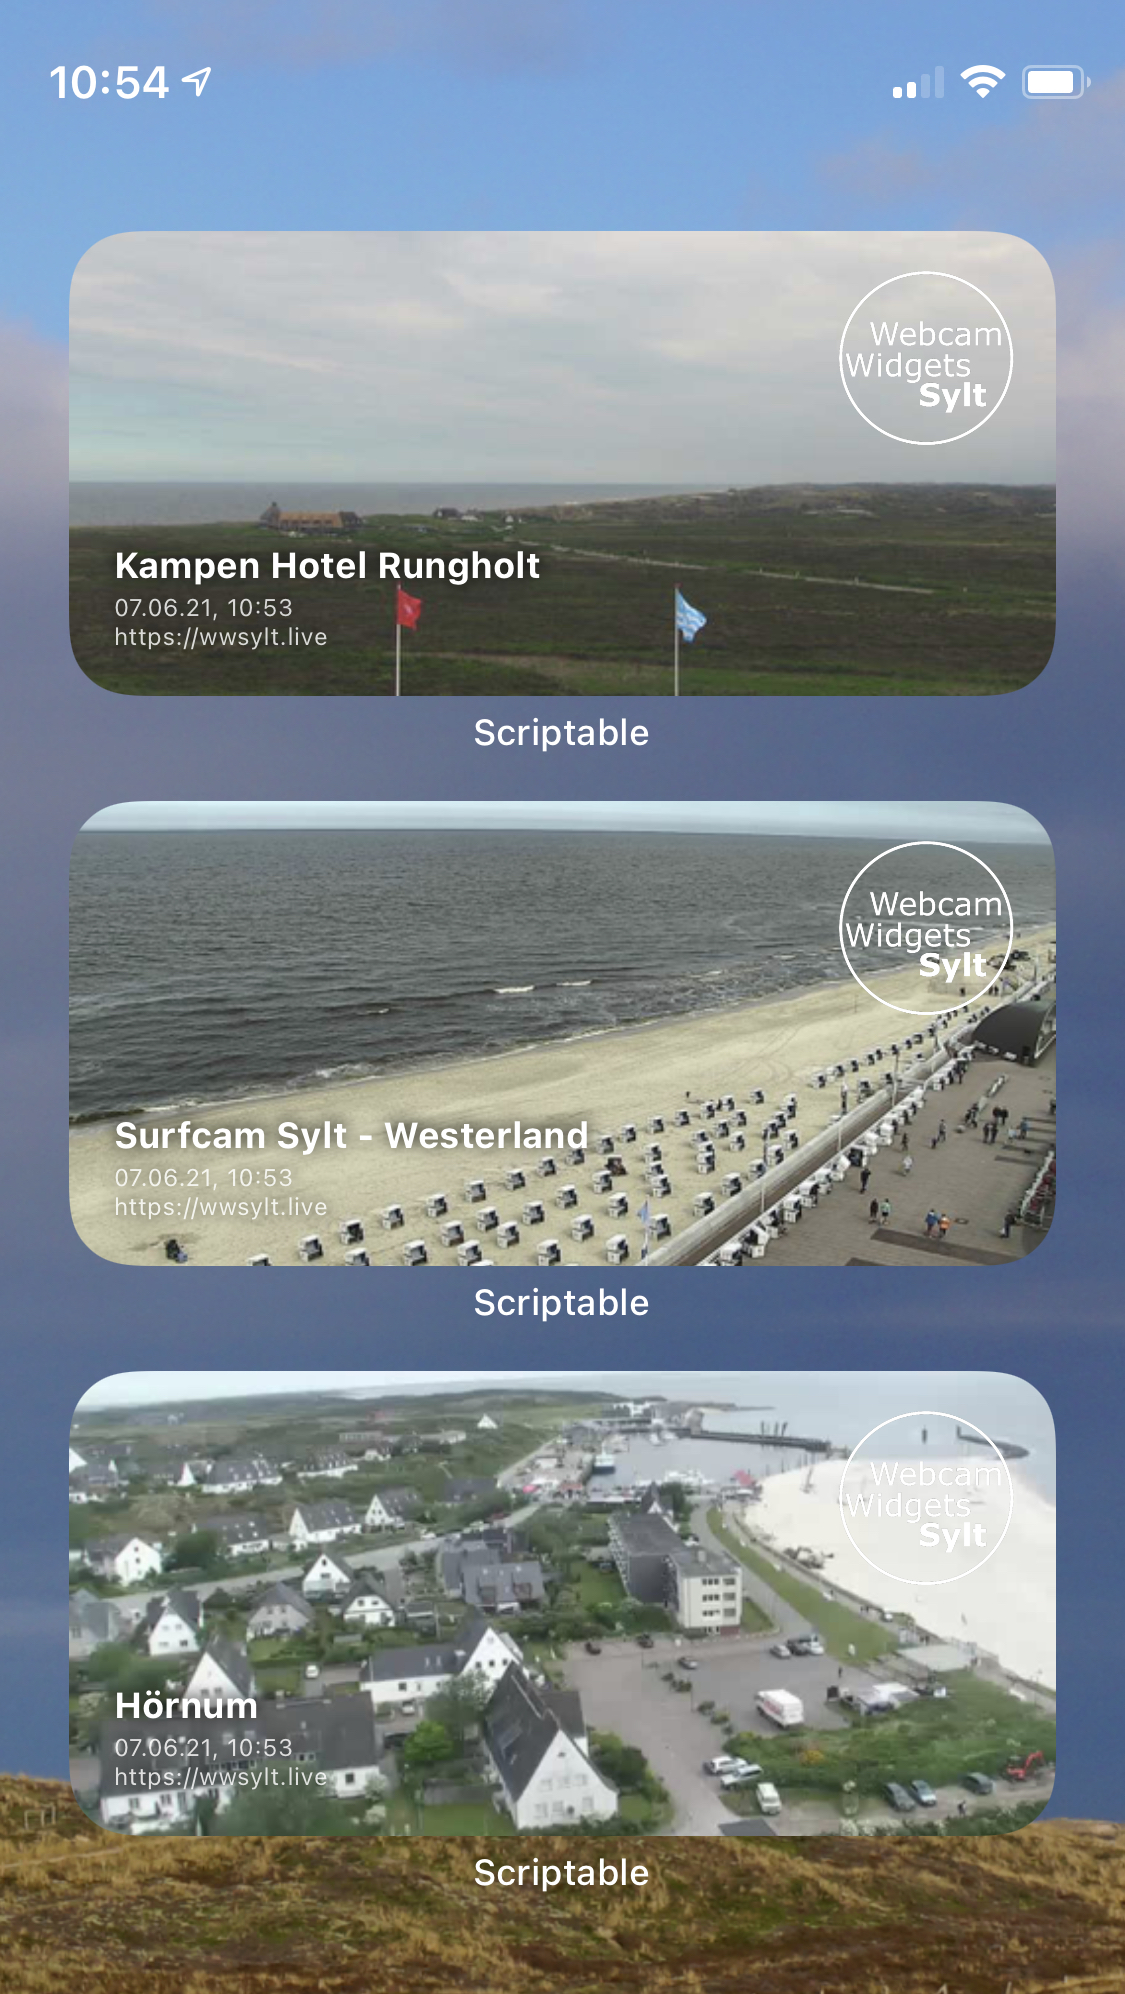 10:54
Webcam
Widgets
Sylt
Kampen Hotel Rungholt
07.06.21, 10:53
https://wwsylt.live
Scriptable
Webcam
Widgets
Sylt
Surfcam Sylt - Westerland
07.06.21, 10:53
https://wwsylt.live
Scriptable
Webcam
Widgets
Sylt
Hörnum
07.06.21, 10:53
https://wwsylt.live
Scriptable